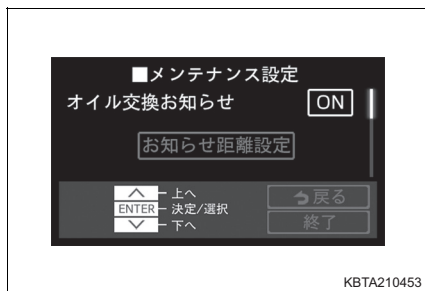 ■メンテナンス設定
オイル交換お知らせ ON
お知らせ距離設定
上へ
ENTER 決定/選択
下へ
戻る
終了
KBTA210453